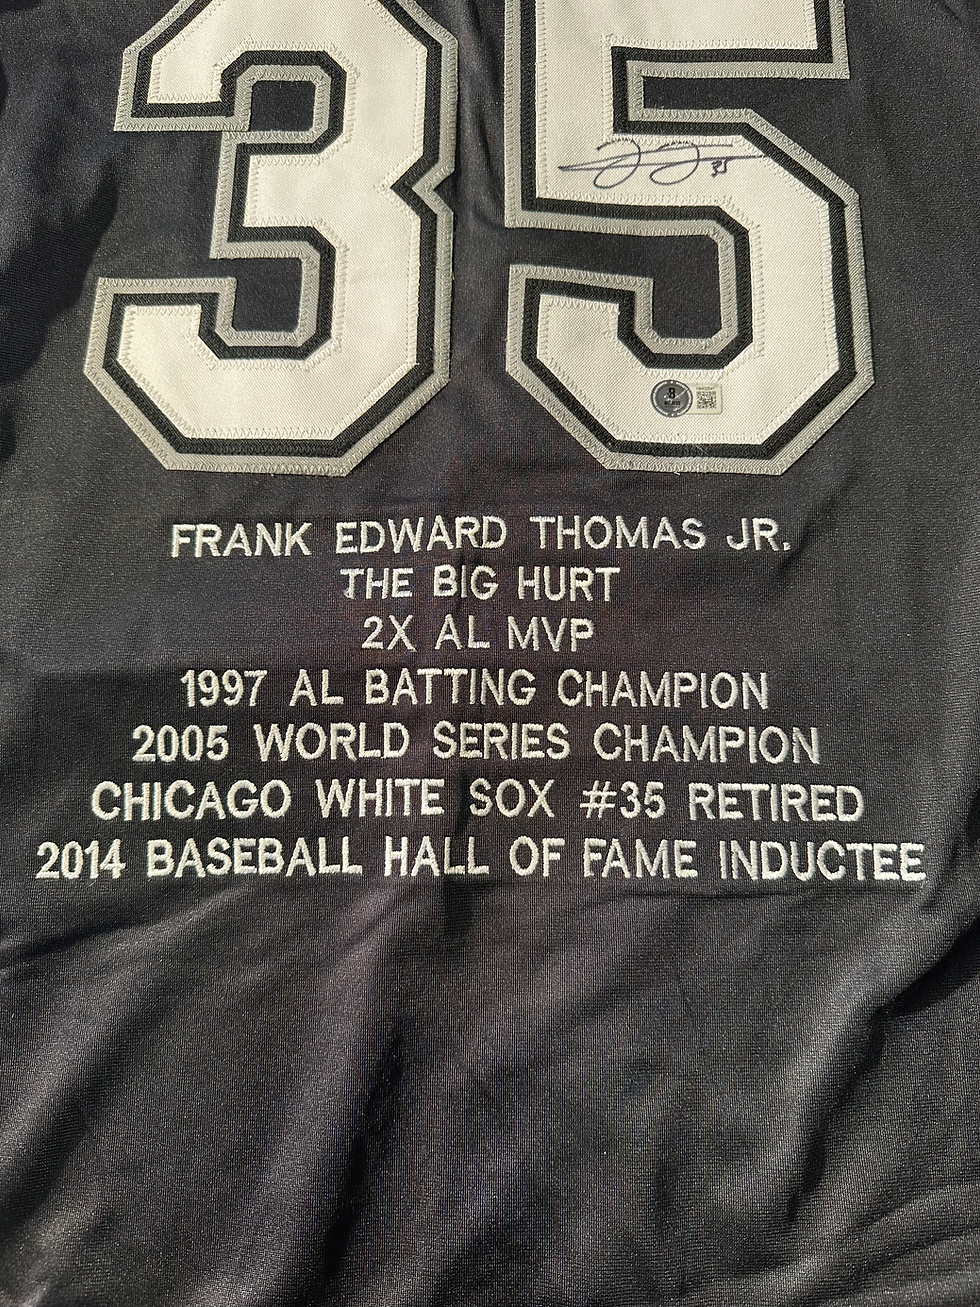 35
35
FRANK EDWARD THOMAS JR.
THE BIG HURT
2X AL MVP
1997 AL BATTING CHAMPION
2005 WORLD SERIES CHAMPION
CHICAGO WHITE SOX #35 RETIRED
2014 BASEBALL HALL OF FAME INDUCTEE